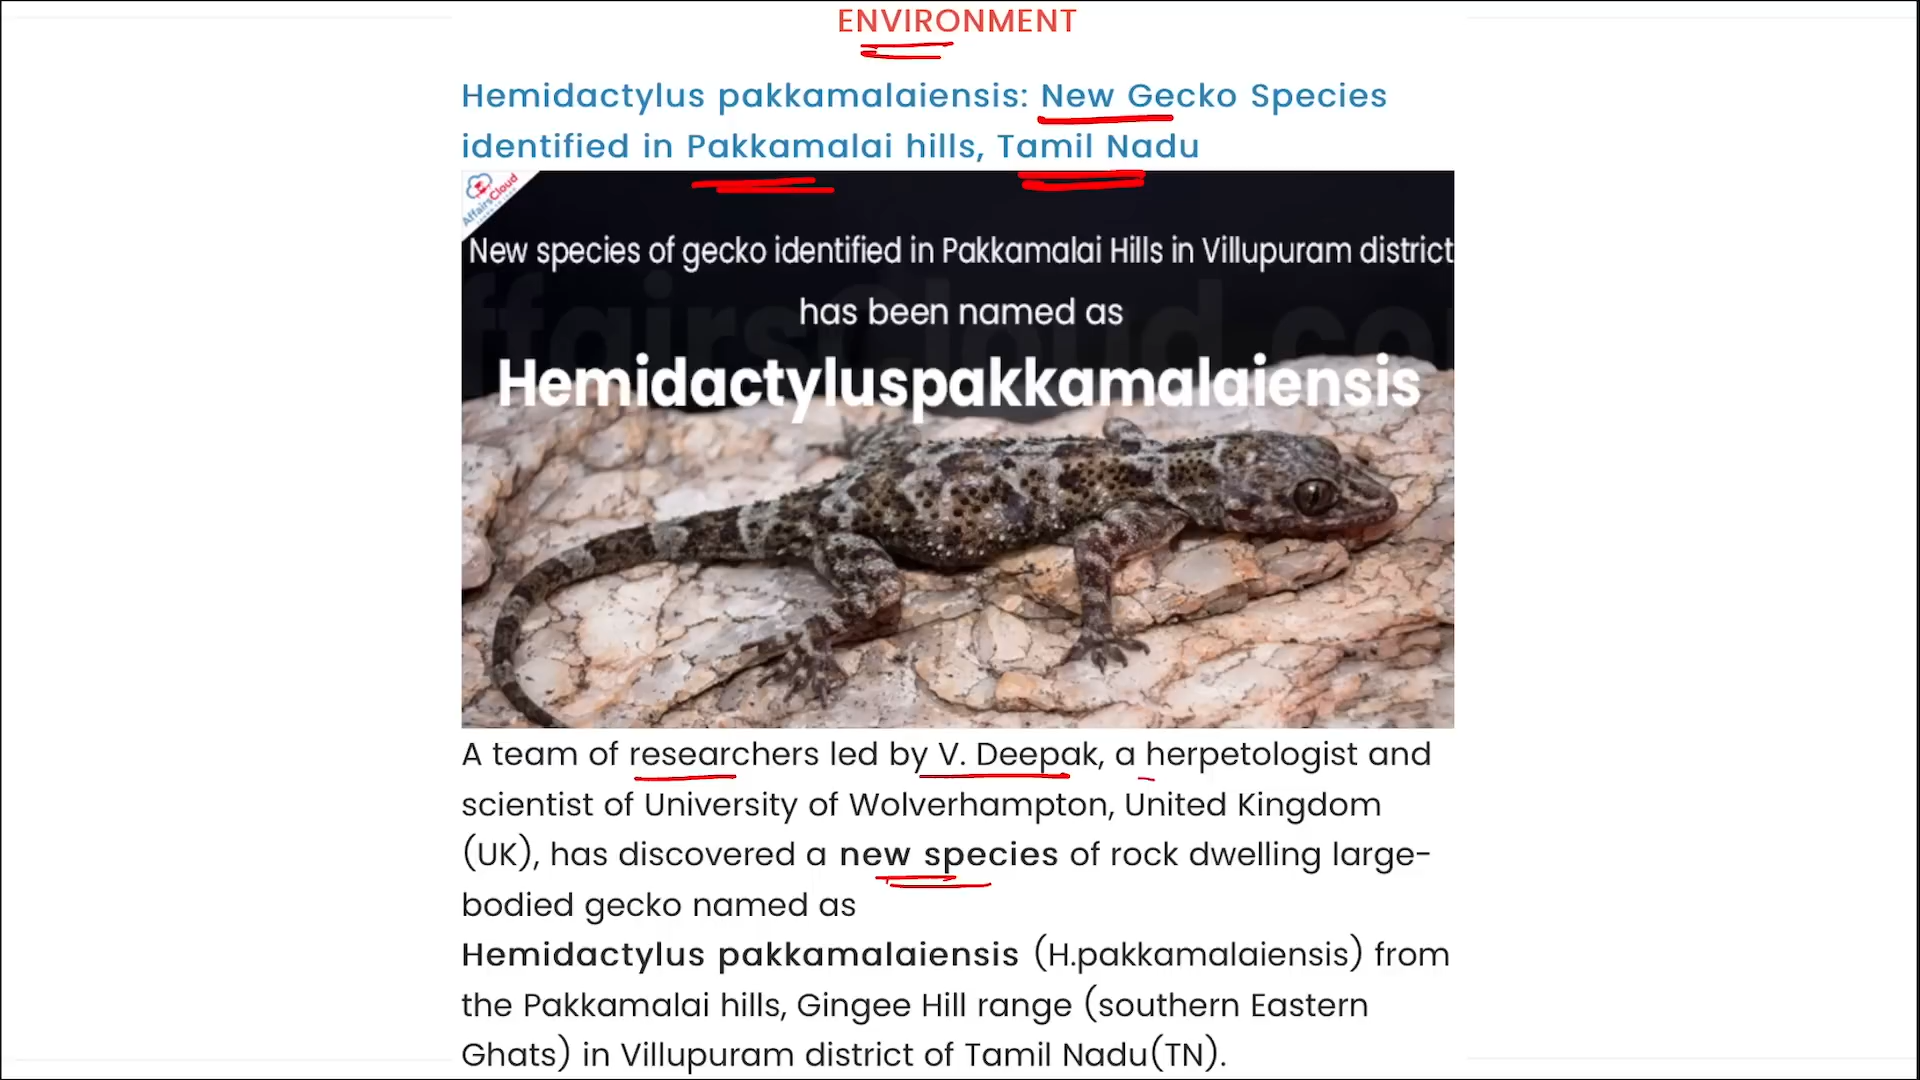 ENVIRONMENT
Hemidactylus pakkamalaiensis: New Gecko Species
identified in Pakkamalai hills, Tamil Nadu
AffairsCloud
New species of gecko identified in Pakkamalai Hills in Villupuram district
has been named as
Hemidactyluspakkamalaiensis
A team of researchers led by V. Deepak, a herpetologist and
scientist of University of Wolverhampton, United Kingdom
(UK), has discovered a new species of rock dwelling large-
bodied gecko named as
Hemidactylus pakkamalaiensis (H.pakkamalaiensis) from
the Pakkamalai hills, Gingee Hill range (southern Eastern
Ghats) in Villupuram district of Tamil Nadu(TN).